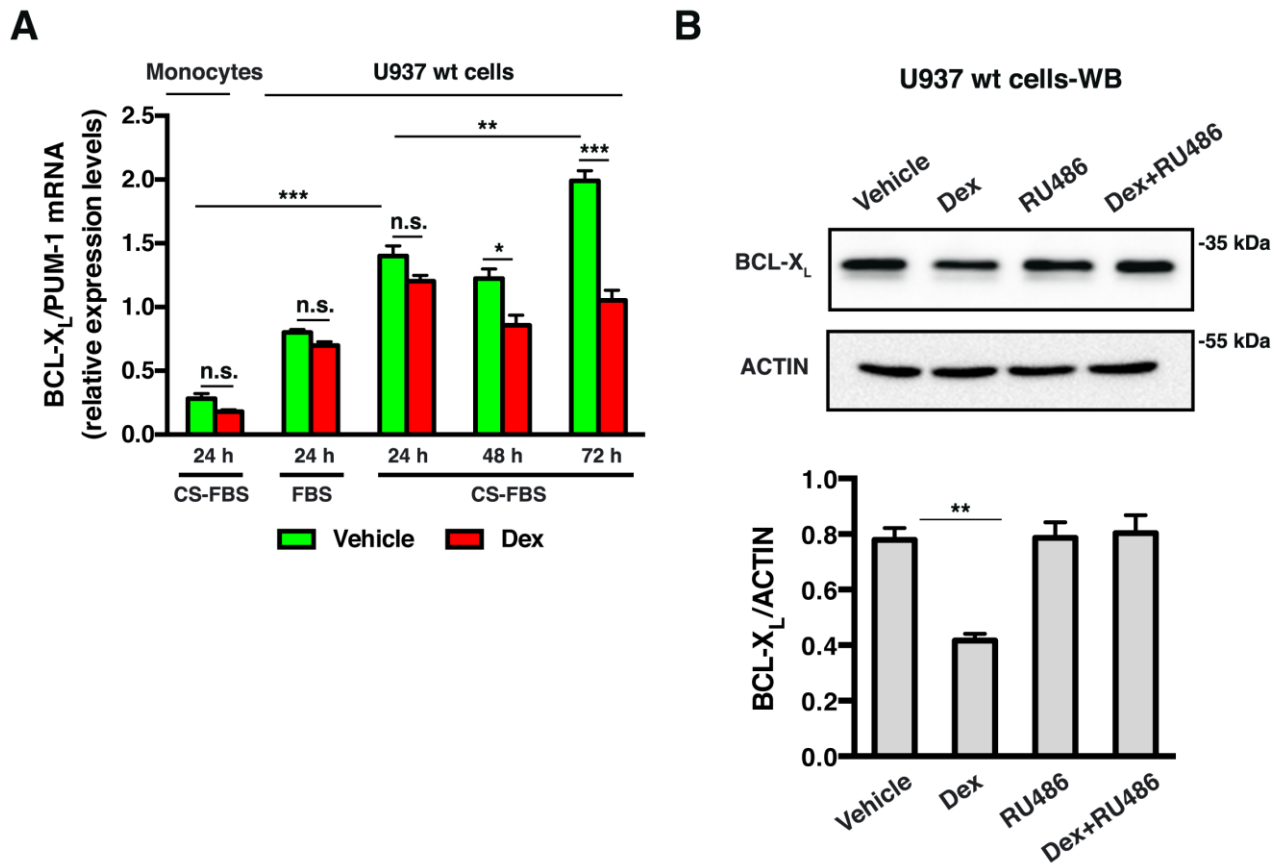 A
Monocytes
U937 wt cells
BCL-XL/PUM-1 mRNA
(relative expression levels)
2.5
2.0
1.5
1.0
0.5
0.0
***
**
n.s.
n.s.
n.s.
*
***
24 h
24 h
24 h
48 h
72 h
CS-FBS
FBS
CS-FBS
Vehicle
Dex
B
U937 wt cells-WB
Vehicle
Dex
RU486
Dex+RU486
BCL-XL
-35 kDa
ACTIN
-55 kDa
BCL-XL/ACTIN
1.0
0.8
0.6
0.4
0.2
0.0
**
Vehicle
Dex
RU486
Dex+RU486